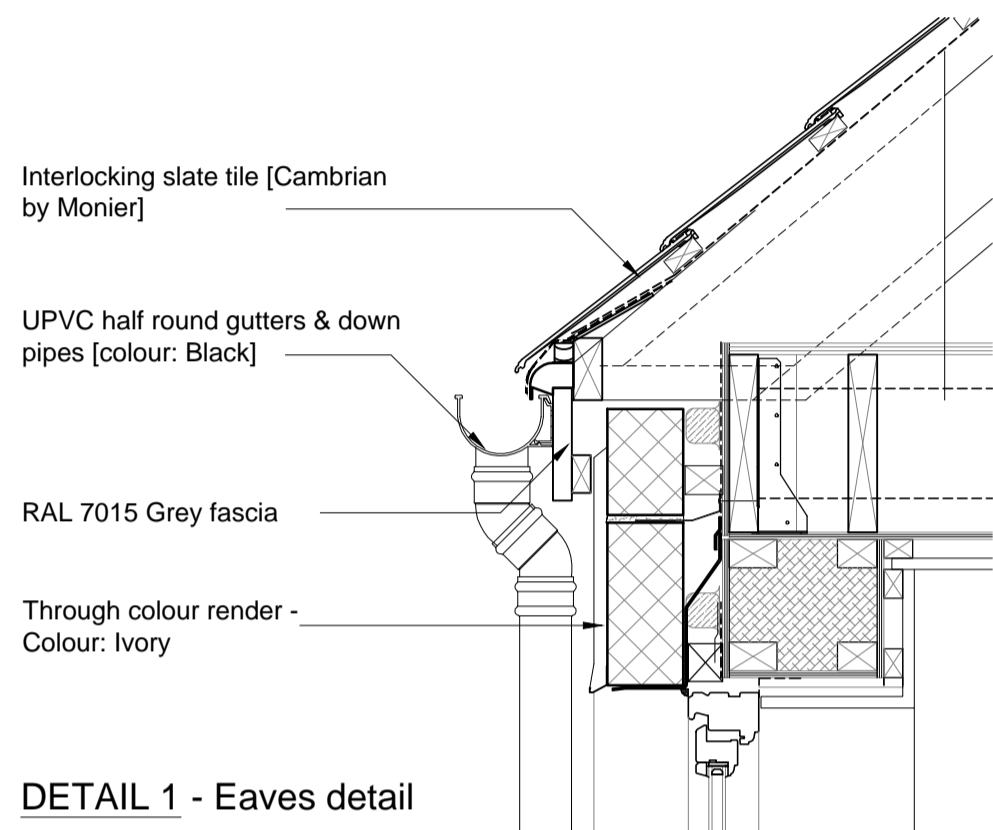 Interlocking slate tile [Cambrian
by Monier]
UPVC half round gutters & down
pipes [colour: Black]
RAL 7015 Grey fascia
Through colour render -
Colour: Ivory
DETAIL 1 - Eaves detail